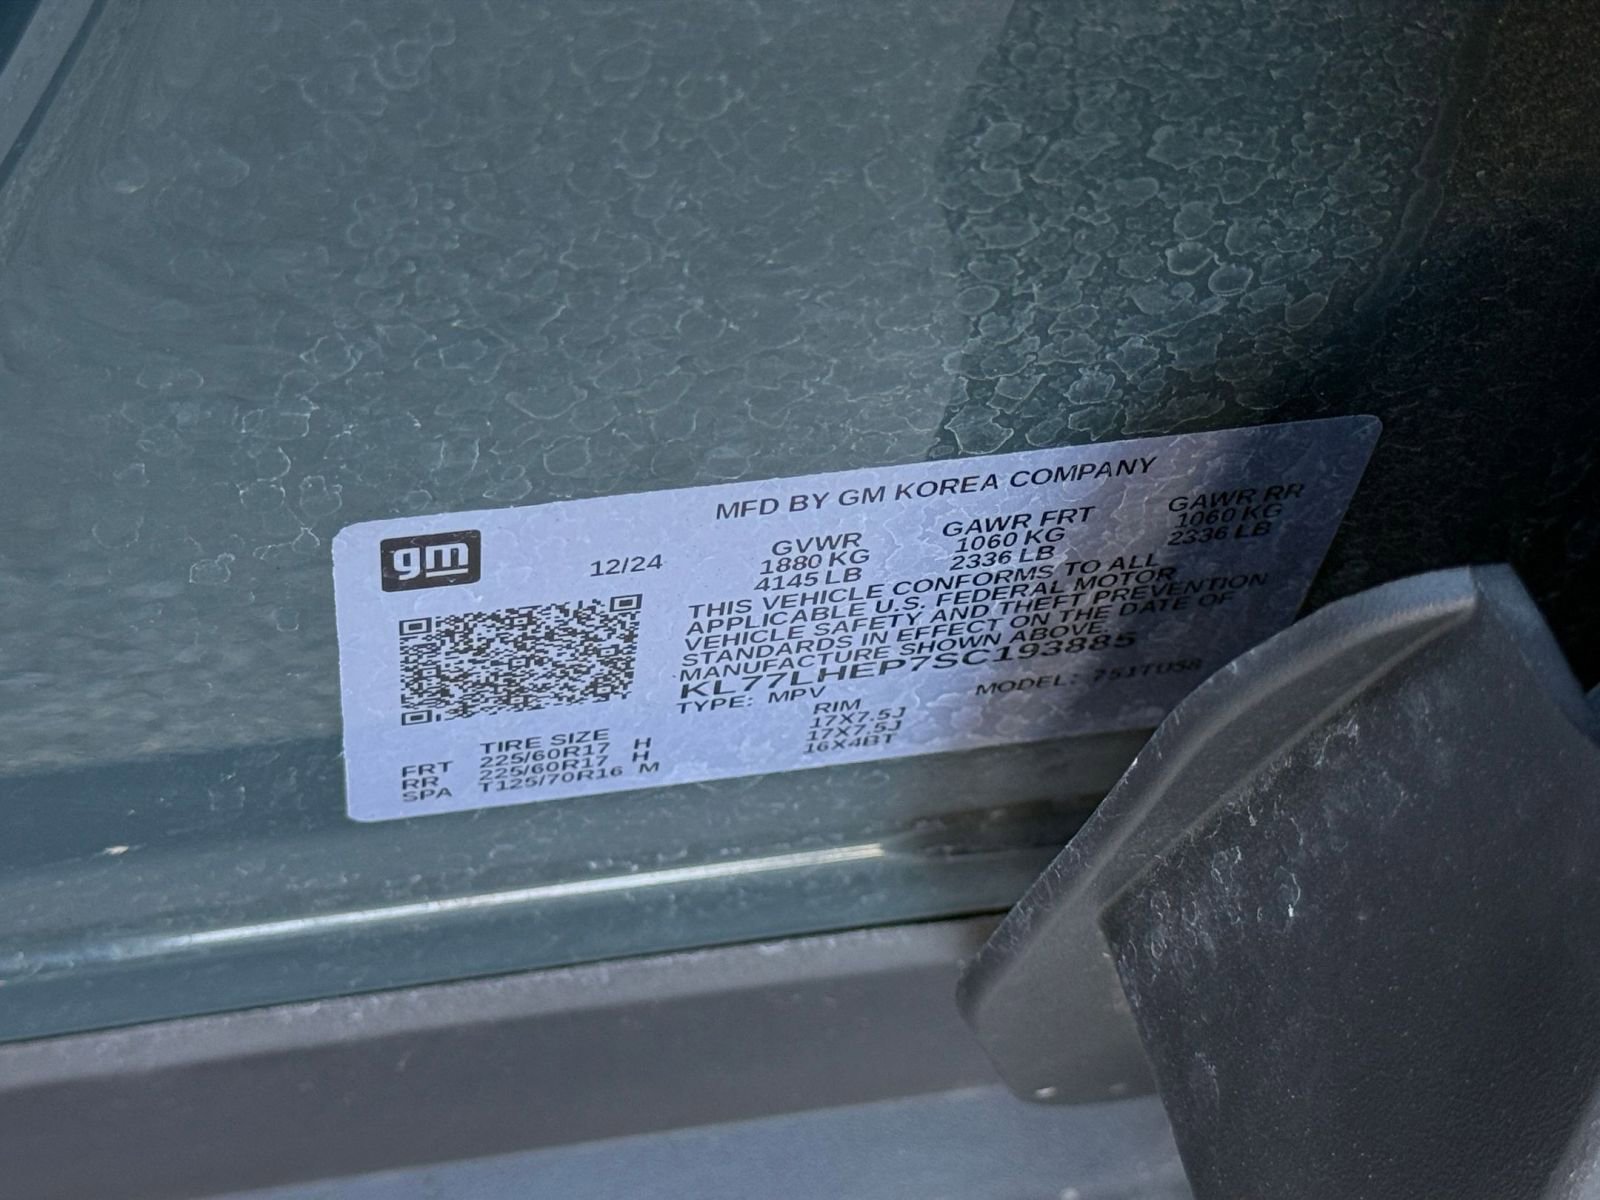 MFD BY GM KOREA COMPANY
gm
12/24
GVWR GAWR FRT GAWR RR
1880 KG 1060 KG 1060 KG
4145 LB 2336 LB 2336 LB
THIS VEHICLE CONFORMS TO ALL
APPLICABLE U.S. FEDERAL MOTOR
VEHICLE SAFETY AND THEFT PREVENTION
STANDARDS IN EFFECT ON THE DATE OF
MANUFACTURE SHOWN ABOVE
KL77LHEP7SC193885
TYPE: MPV MODEL:
TIRE SIZE RIM
FRT 225/60R17 H 17X7.5J
RR 225/60R17 H 17X7.5J
SPA T125/70R16 M 16X4BT